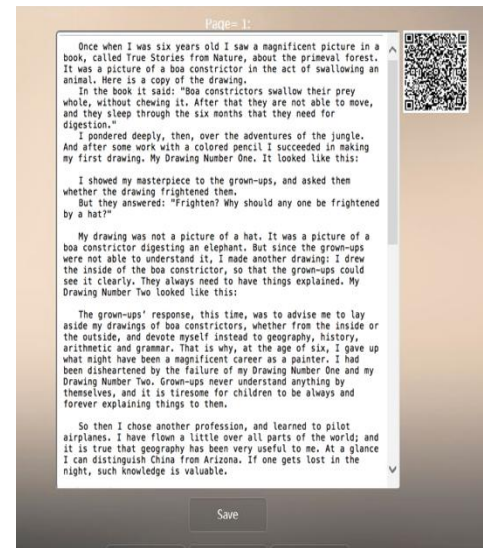 Page= 1:
Once when I was six years old I saw a magnificent picture in a
book, called True Stories from Nature, about the primeval forest.
It was a picture of a boa constrictor in the act of swallowing an
animal. Here is a copy of the drawing.
In the book it said: "Boa constrictors swallow their prey
whole, without chewing it. After that they are not able to move,
and they sleep through the six months that they need for
digestion."
I pondered deeply, then, over the adventures of the jungle.
And after some work with a colored pencil I succeeded in making
my first drawing. My Drawing Number One. It looked like this:
I showed my masterpiece to the grown-ups, and asked them
whether the drawing frightened them.
But they answered: "Frighten? Why should any one be frightened
by a hat?"
My drawing was not a picture of a hat. It was a picture of a
boa constrictor digesting an elephant. But since the grown-ups
were not able to understand it, I made another drawing: I drew
the inside of the boa constrictor, so that the grown-ups could
see it clearly. They always need to have things explained. My
Drawing Number Two looked like this:
The grown-ups' response, this time, was to advise me to lay
aside my drawings of boa constrictors, whether from the inside or
the outside, and devote myself instead to geography, history,
arithmetic and grammar. That is why, at the age of six, I gave up
what might have been a magnificent career as a painter. I had
been disheartened by the failure of my Drawing Number One and my
Drawing Number Two. Grown-ups never understand anything by
themselves, and it is tiresome for children to be always and
forever explaining things to them.
So then I chose another profession, and learned to pilot
airplanes. I have flown a little over all parts of the world; and
it is true that geography has been very useful to me. At a glance
I can distinguish China from Arizona. If one gets lost in the
night, such knowledge is valuable.
Save